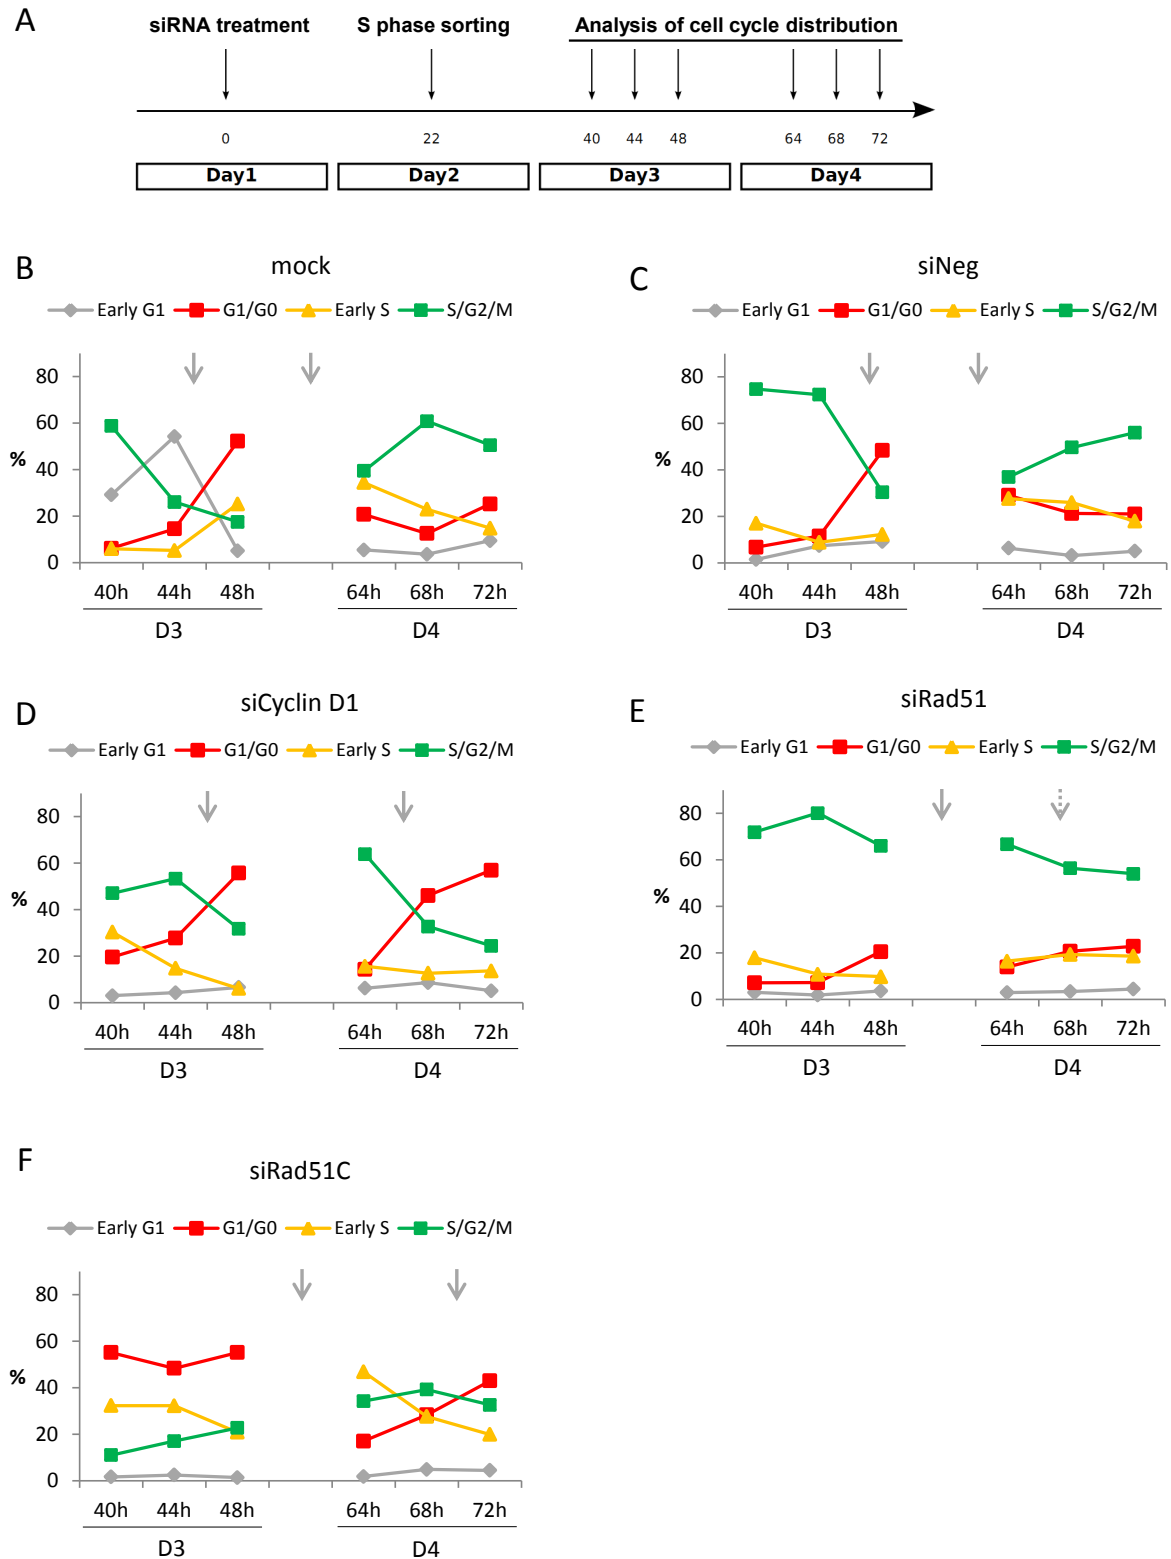 A
siRNA treatment S phase sorting Analysis of cell cycle distribution
0 22 40 44 48 64 68 72
Day1 Day2 Day3 Day4
B
mock
Early G1 G1/G0 Early S S/G2/M
80
60
%
40
20
0
40h 44h 48h 64h 68h 72h
D3 D4
C
siNeg
Early G1 G1/G0 Early S S/G2/M
80
60
%
40
20
0
40h 44h 48h 64h 68h 72h
D3 D4
D
siCyclin D1
Early G1 G1/G0 Early S S/G2/M
80
60
%
40
20
0
40h 44h 48h 64h 68h 72h
D3 D4
E
siRad51
Early G1 G1/G0 Early S S/G2/M
80
60
%
40
20
0
40h 44h 48h 64h 68h 72h
D3 D4
F
siRad51C
Early G1 G1/G0 Early S S/G2/M
80
60
%
40
20
0
40h 44h 48h 64h 68h 72h
D3 D4